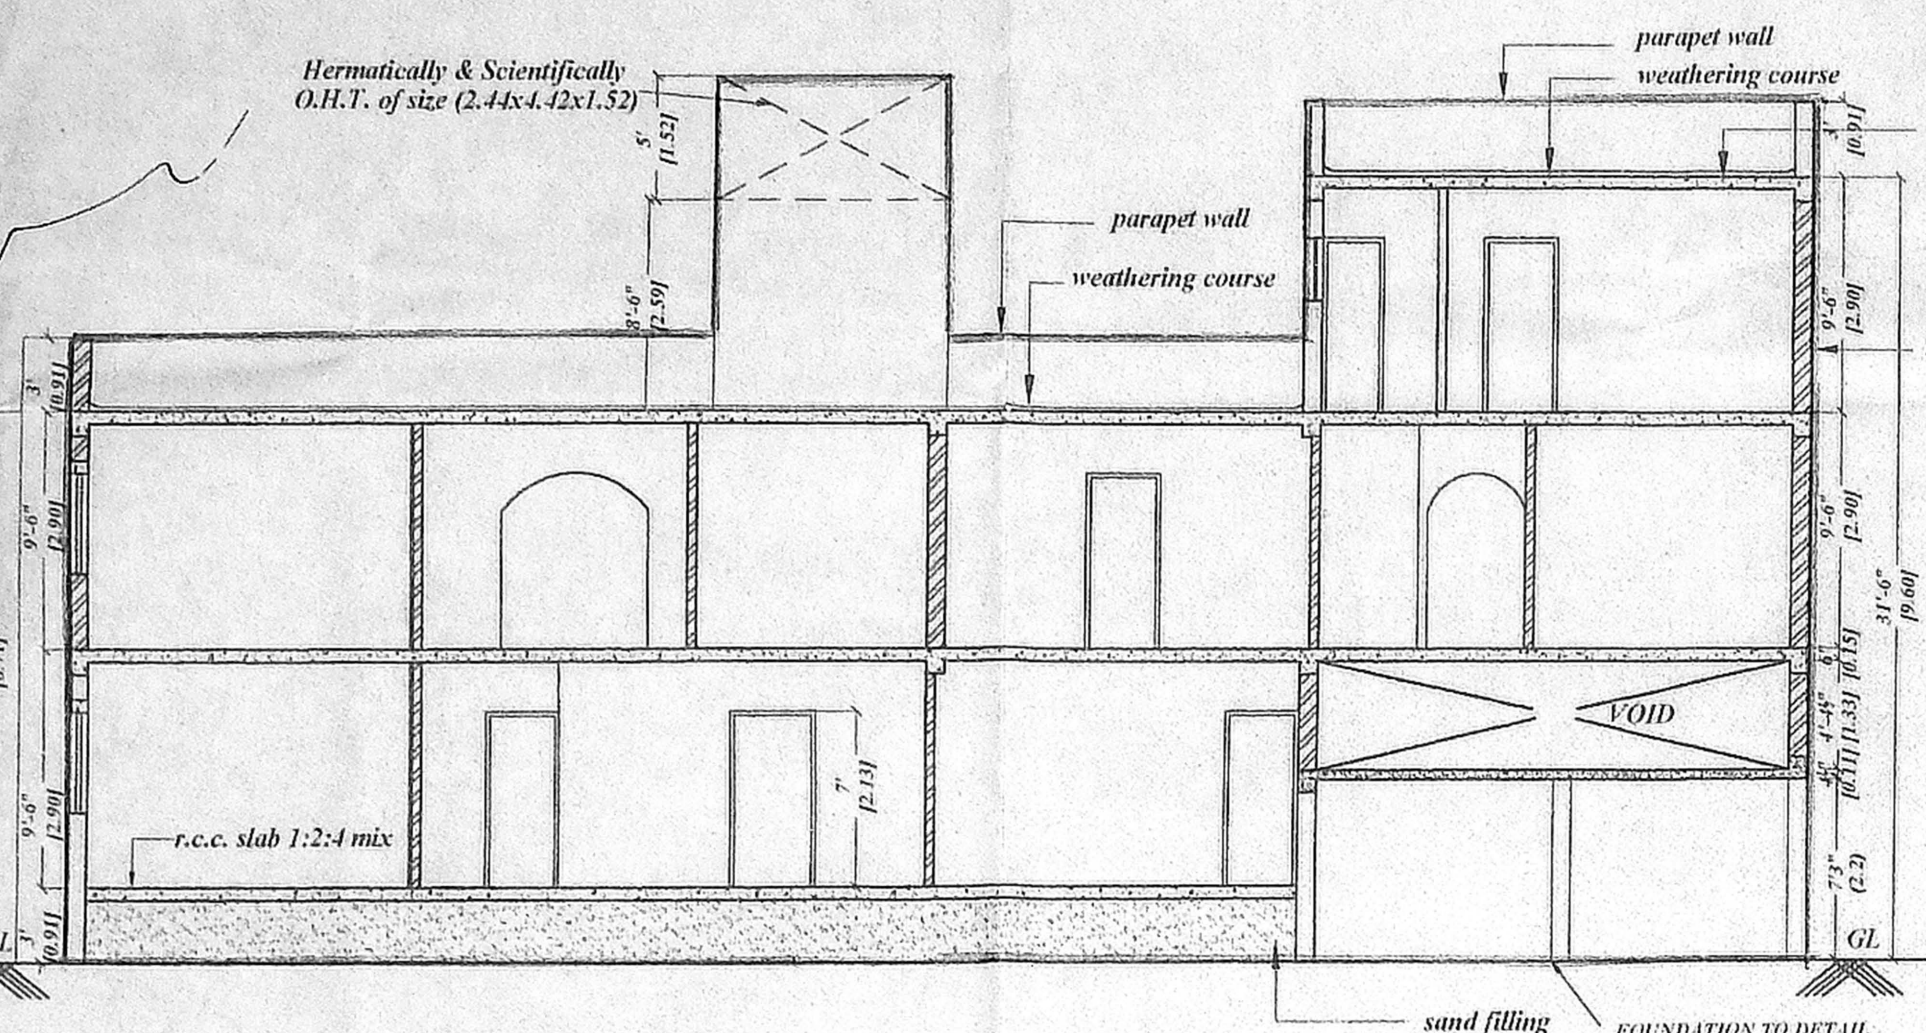 parapet wall
weathering course
Hermatically & Scientifically
O.H.T. of size (2.44x4.42x1.52)
5'
[1.52]
3'
[0.91]
parapet wall
weathering course
8'-6"
[2.59]
9'-6"
[2.90]
3'
[0.91]
9'-6"
[2.90]
9'-6"
[2.90]
31'-6"
[9.60]
6"
[0.15]
VOID
4'-4½"
[1.33]
4½"
[0.11]
7'
[2.13]
9'-6"
[2.90]
r.c.c. slab 1:2:4 mix
7'3"
(2.2)
3'
[0.91]
GL
sand filling
FOUNDATION TO DETAIL